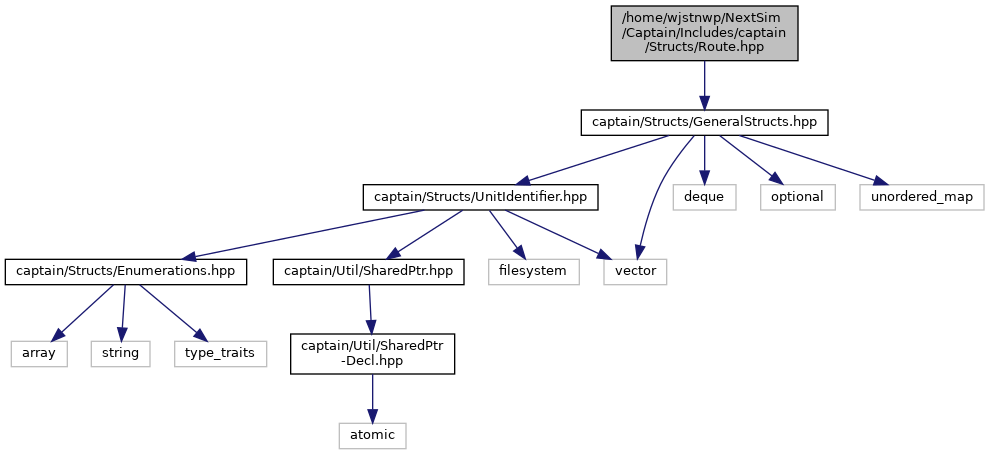 /home/wjstnwp/NextSim
/Captain/Includes/captain
/Structs/Route.hpp
captain/Structs/GeneralStructs.hpp
captain/Structs/UnitIdentifier.hpp
deque
optional
unordered_map
captain/Structs/Enumerations.hpp
captain/Util/SharedPtr.hpp
filesystem
vector
array
string
type_traits
captain/Util/SharedPtr
-Decl.hpp
atomic